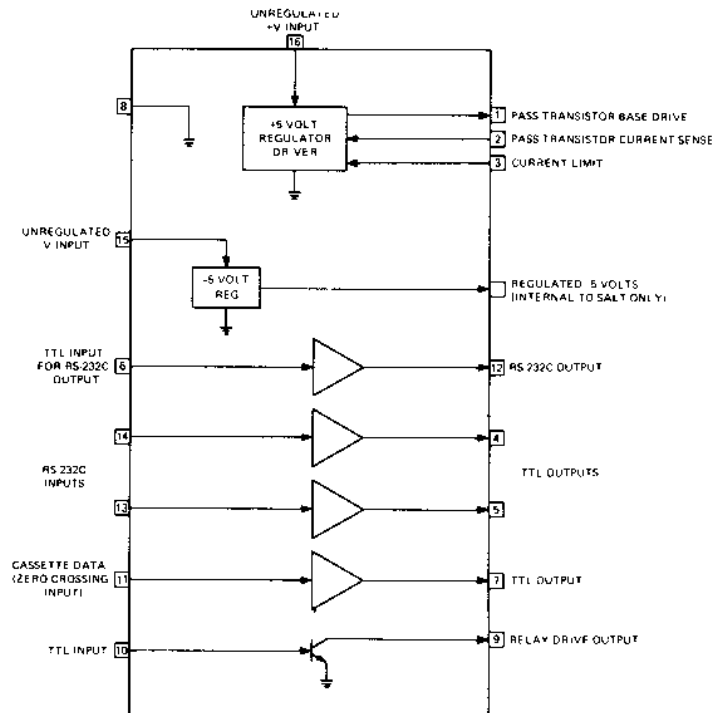 UNREGULATED
+V INPUT
16
8
+5 VOLT
REGULATOR
DRIVER
1 PASS TRANSISTOR BASE DRIVE
2 PASS TRANSISTOR CURRENT SENSE
3 CURRENT LIMIT
UNREGULATED
V INPUT
15
-5 VOLT
REG
REGULATED 5 VOLTS
(INTERNAL TO SALT ONLY)
TTL INPUT
FOR RS-232C
OUTPUT
6
12 RS 232C OUTPUT
14
4
RS 232C
INPUTS
TTL OUTPUTS
13
5
CASSETTE DATA
(ZERO CROSSING
INPUT)
11
7 TTL OUTPUT
TTL INPUT 10
9 RELAY DRIVE OUTPUT